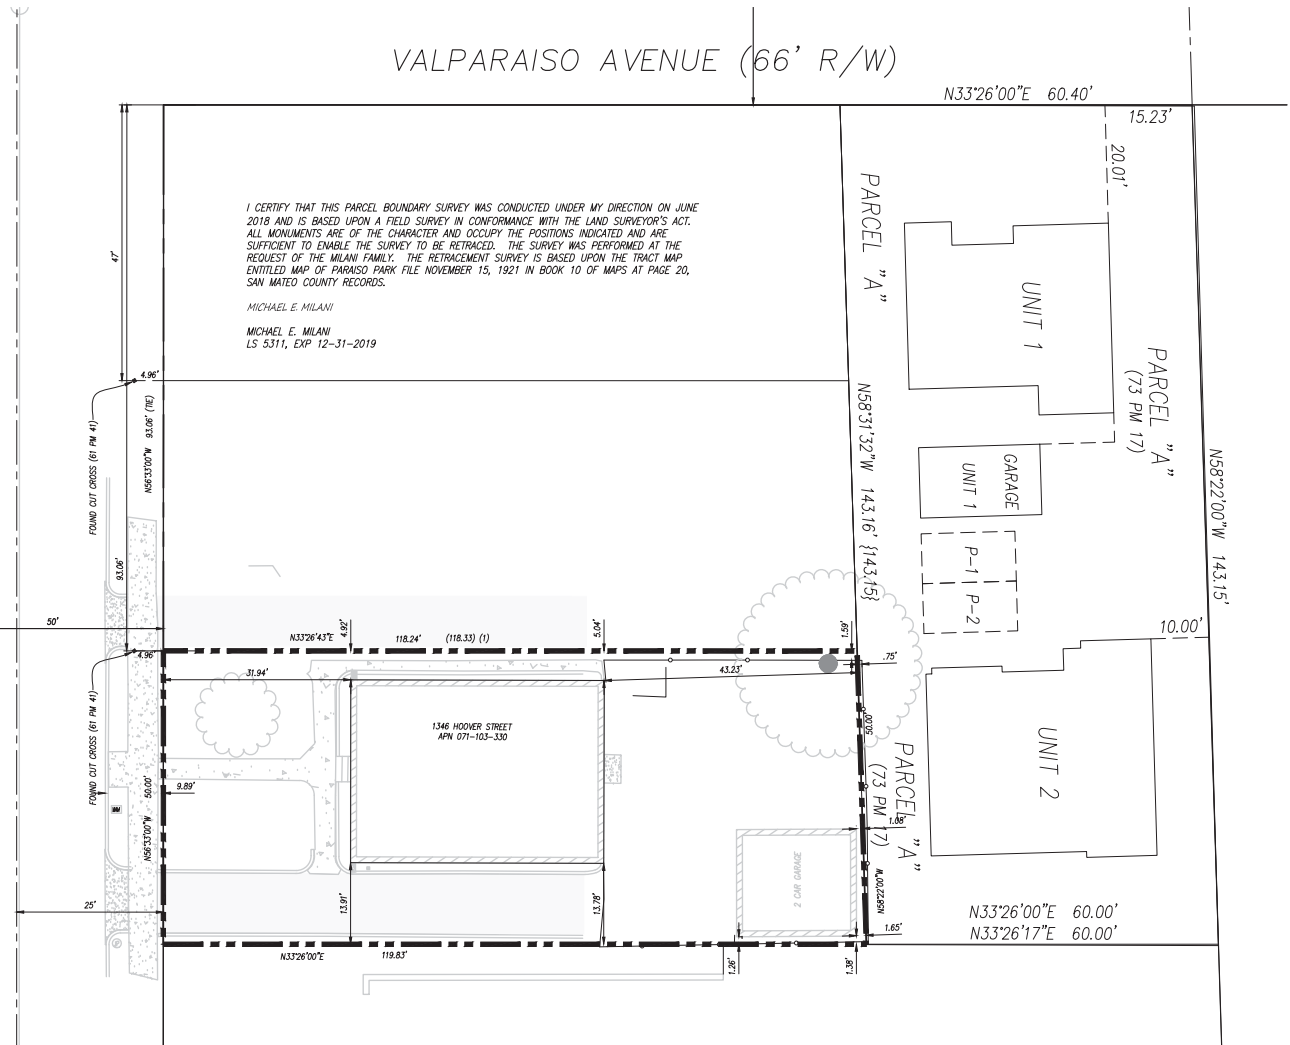 VALPARAISO AVENUE (66' R/W)
N33°26'00"E 60.40'
15.23'
20.01'
PARCEL "A"
UNIT 1
PARCEL "A"
(73 PM 17)
I CERTIFY THAT THIS PARCEL BOUNDARY SURVEY WAS CONDUCTED UNDER MY DIRECTION ON JUNE
2018 AND IS BASED UPON A FIELD SURVEY IN CONFORMANCE WITH THE LAND SURVEYOR'S ACT.
ALL MONUMENTS ARE OF THE CHARACTER AND OCCUPY THE POSITIONS INDICATED AND ARE
SUFFICIENT TO ENABLE THE SURVEY TO BE RETRACED. THE SURVEY WAS PERFORMED AT THE
REQUEST OF THE MILANI FAMILY. THE RETRACEMENT SURVEY IS BASED UPON THE TRACT MAP
ENTITLED MAP OF PARAISO PARK FILE NOVEMBER 15, 1921 IN BOOK 10 OF MAPS AT PAGE 20,
SAN MATEO COUNTY RECORDS.
MICHAEL E. MILANI
MICHAEL E. MILANI
LS 5311, EXP 12-31-2019
47'
4.96'
N56°33'00"W 93.06' (TIE)
FOUND CUT CROSS (61 PM 41)
93.06'
N58°31'32"W 143.16' {143.15}
GARAGE
UNIT 1
P-1
P-2
N58°22'00"W 143.15'
10.00'
50'
N33°26'43"E
4.92'
118.24'
(118.33) (1)
5.04'
1.59'
4.96'
31.94'
43.23'
.75'
FOUND CUT CROSS (61 PM 41)
1346 HOOVER STREET
APN 071-103-330
50.00'
PARCEL "A"
(73 PM 17)
UNIT 2
9.89'
N56°33'00"W 50.00'
1.08'
2 CAR GARAGE
N58°22'00"W
25'
13.91'
13.78'
N33°26'00"E 60.00'
N33°26'17"E 60.00'
1.65'
N33°26'00"E
119.83'
1.26'
1.38'